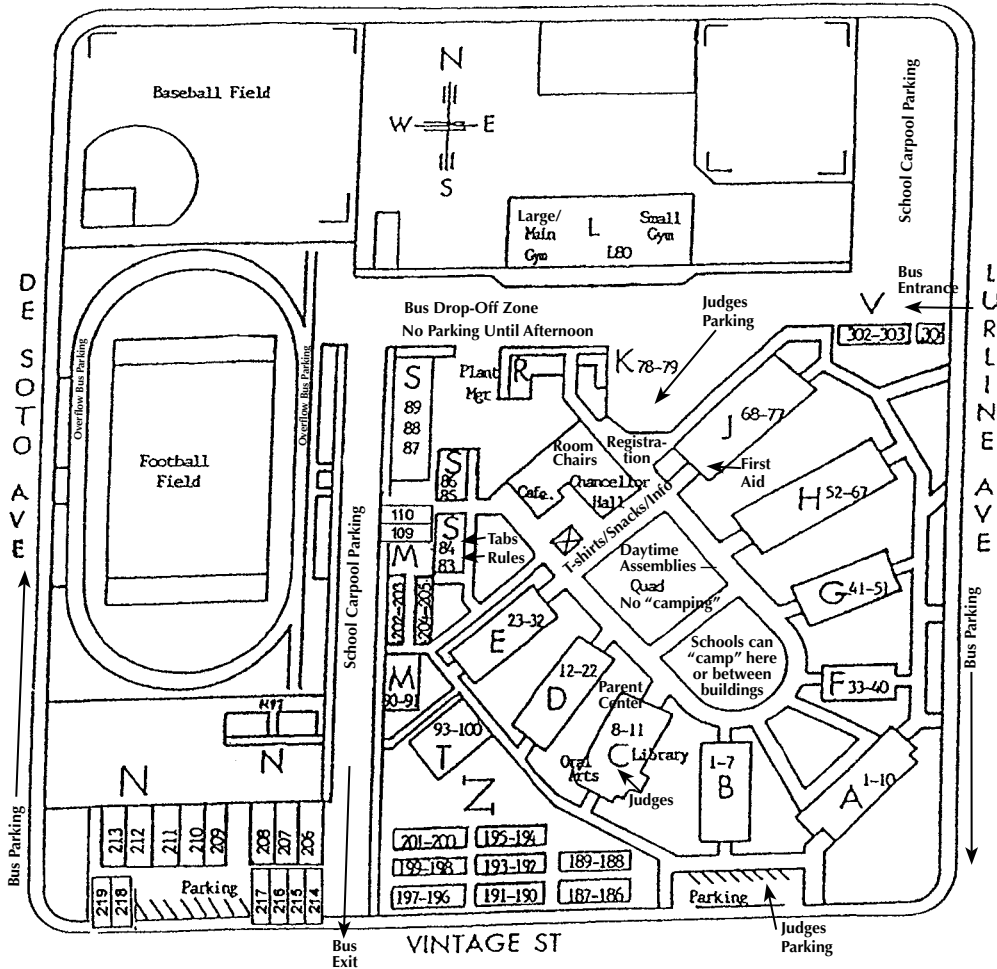 Baseball Field
N
W E
S
School Carpool Parking
Large/
Main
Gym
L
L80
Small
Gym
DE SOTO AVE
LURLINE AVE
Bus
Entrance
V
302-303
Bus Drop-Off Zone
No Parking Until Afternoon
Judges
Parking
Overflow Bus Parking
Overflow Bus Parking
Football
Field
S
89
88
87
Plant
Mgr
R
K 78-79
J 68-77
Room
Chairs
Registra-
tion
First
Aid
S
86
85
Cafe.
Chancellor
Hall
H 52-67
110
109
S
84
83
Tabs
Rules
T-shirts/Snacks/Info
Daytime
Assemblies
Quad
No "camping"
M
202-203
204-205
School Carpool Parking
E 23-32
G 41-51
Schools can
"camp" here
or between
buildings
F 33-40
Bus Parking
M
90-91
D 12-22
Parent
Center
93-100
T
8-11
C Library
Oral
Arts
Judges
1-7
B
A 1-10
N
N
Z
Bus Parking
213
212
211
210
209
208
207
206
201-200
195-194
199-198
193-192
189-188
197-196
191-190
187-186
219
218
Parking
217
216
215
214
Parking
Judges
Parking
Bus
Exit
VINTAGE ST